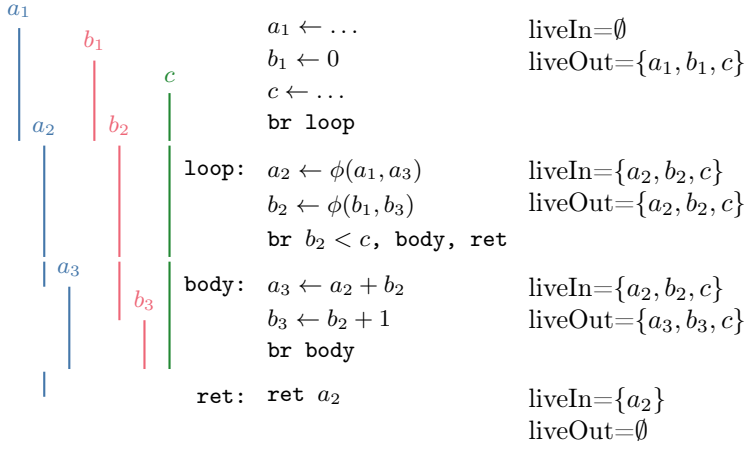 a₁ a₁ ← … liveIn=∅
b₁ b₁ ← 0 liveOut={a₁, b₁, c}
c c ← …
a₂ b₂ br loop
loop: a₂ ← ϕ(a₁, a₃) liveIn={a₂, b₂, c}
b₂ ← ϕ(b₁, b₃) liveOut={a₂, b₂, c}
br b₂ < c, body, ret
a₃ body: a₃ ← a₂ + b₂ liveIn={a₂, b₂, c}
b₃ b₃ ← b₂ + 1 liveOut={a₃, b₃, c}
br body
ret: ret a₂ liveIn={a₂}
liveOut=∅